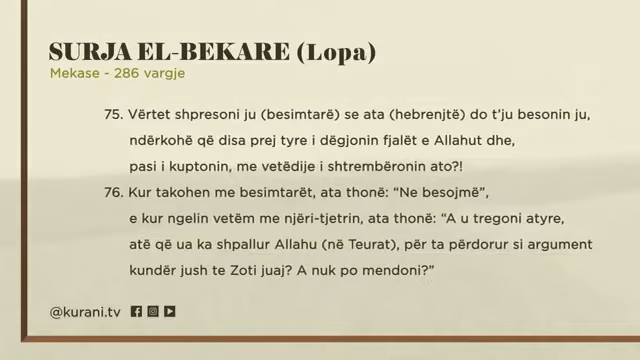 SURJA EL-BEKARE (Lopa)
Mekase - 286 vargje
75. Vërtet shpresoni ju (besimtarë) se ata (hebrenjtë) do t’ju besonin ju,
ndërkohë që disa prej tyre i dëgjonin fjalët e Allahut dhe,
pasi i kuptonin, me vetëdije i shtrembëronin ato?!
76. Kur takohen me besimtarët, ata thonë: “Ne besojmë”,
e kur ngelin vetëm me njëri-tjetrin, ata thonë: “A u tregoni atyre,
atë që ua ka shpallur Allahu (në Teurat), për ta përdorur si argument
kundër jush te Zoti juaj? A nuk po mendoni?”
@kurani.tv